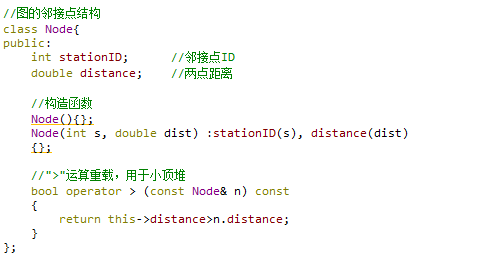 //图的邻接点结构
class Node{
public:
    int stationID;      //邻接点ID
    double distance;    //两点距离

    //构造函数
    Node(){};
    Node(int s, double dist) :stationID(s), distance(dist)
    {};

    //">"运算重载，用于小顶堆
    bool operator > (const Node& n) const
    {
        return this->distance>n.distance;
    }
};